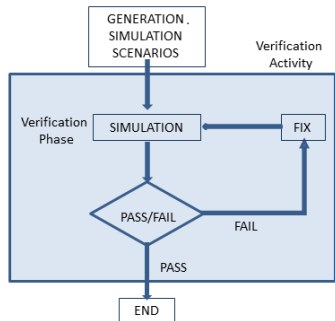 GENERATION .
SIMULATION
SCENARIOS
Verification
Activity
Verification
Phase
SIMULATION
FIX
PASS/FAIL
FAIL
PASS
END